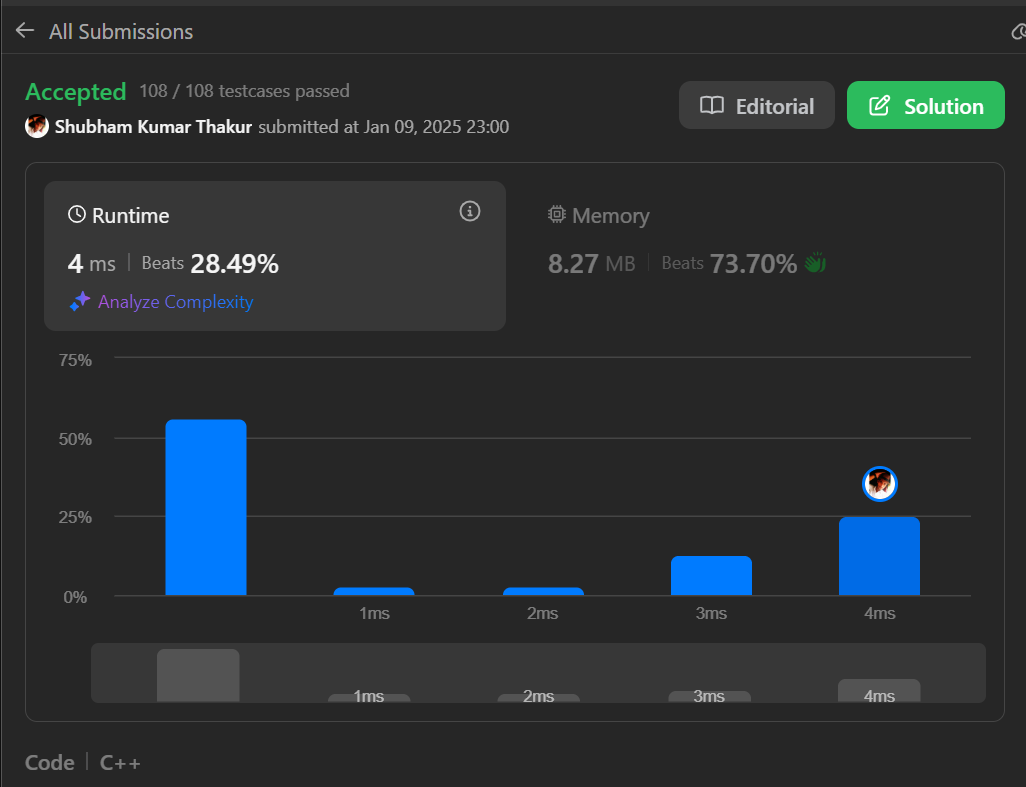 All Submissions
Accepted 108 / 108 testcases passed
Shubham Kumar Thakur submitted at Jan 09, 2025 23:00
Editorial
Solution
Runtime
4 ms | Beats 28.49%
Analyze Complexity
Memory
8.27 MB | Beats 73.70%
75%
50%
25%
0%
1ms 2ms 3ms 4ms
1ms 2ms 3ms 4ms
Code | C++